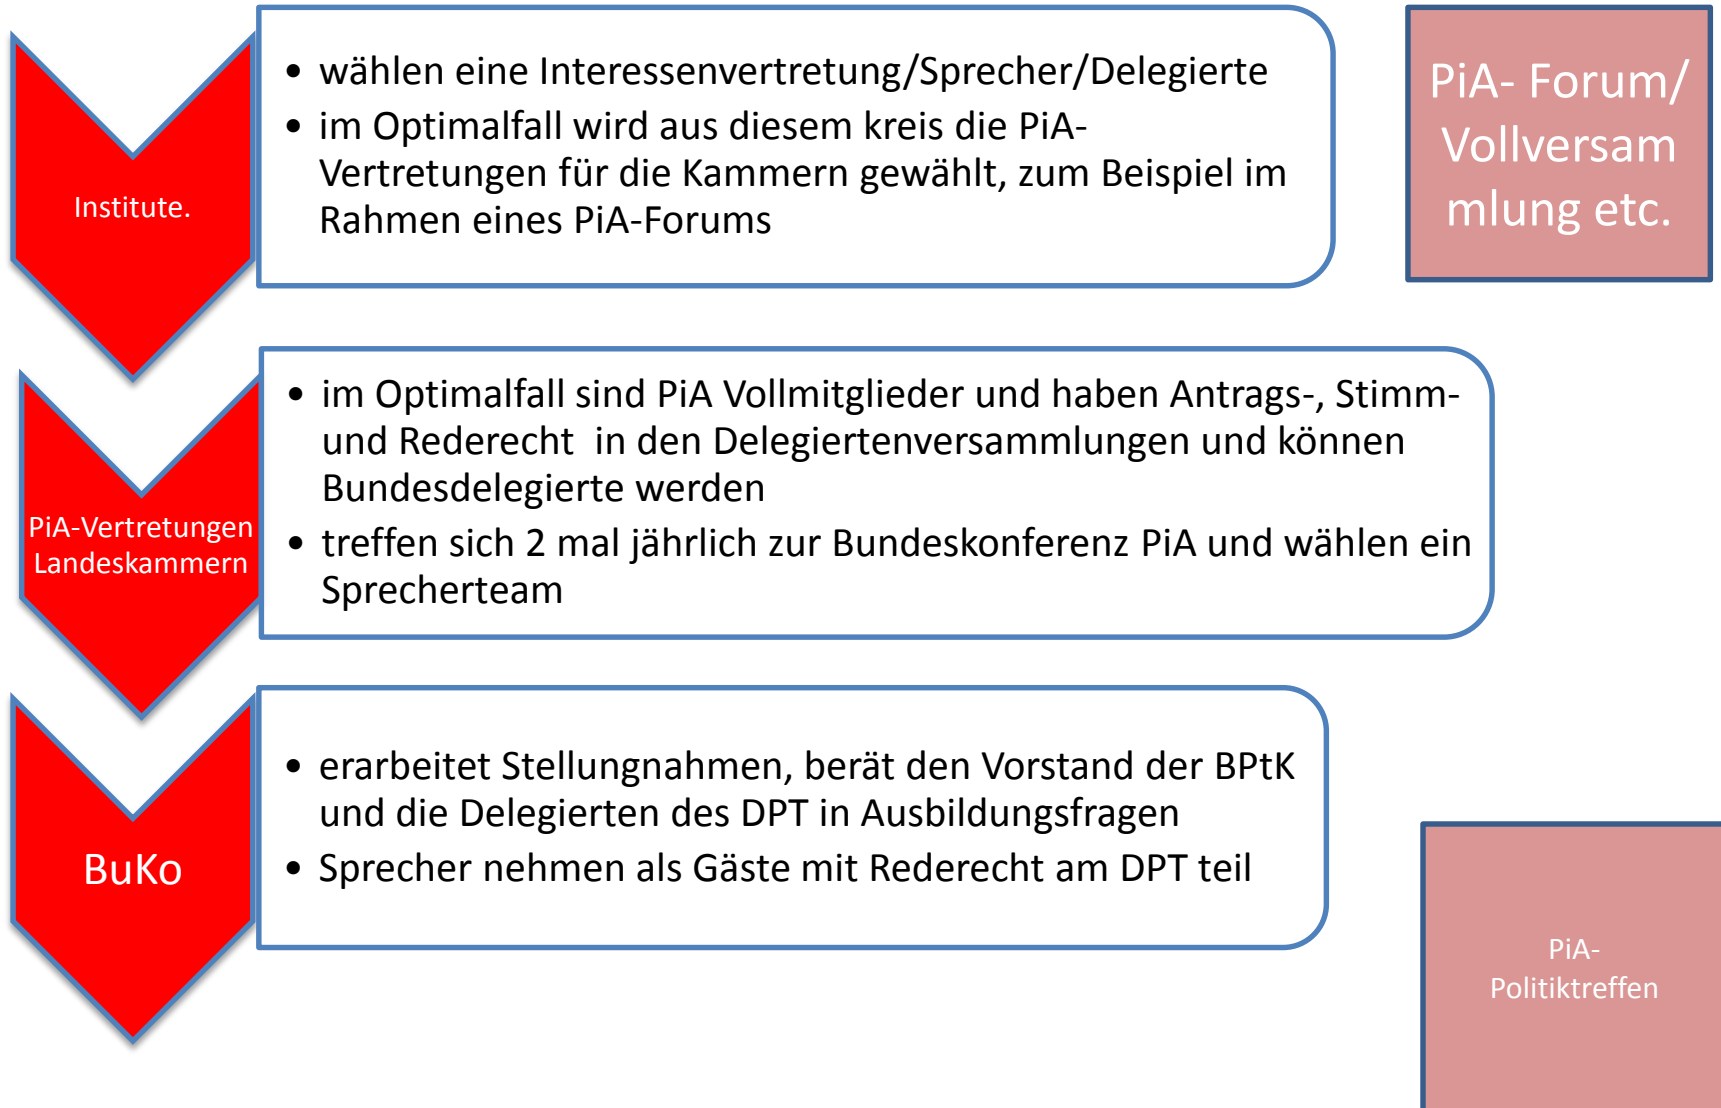 Institute.
• wählen eine Interessenvertretung/Sprecher/Delegierte
• im Optimalfall wird aus diesem kreis die PiA-
Vertretungen für die Kammern gewählt, zum Beispiel im
Rahmen eines PiA-Forums
PiA- Forum/
Vollversam
mlung etc.
PiA-Vertretungen
Landeskammern
• im Optimalfall sind PiA Vollmitglieder und haben Antrags-, Stimm-
und Rederecht  in den Delegiertenversammlungen und können
Bundesdelegierte werden
• treffen sich 2 mal jährlich zur Bundeskonferenz PiA und wählen ein
Sprecherteam
BuKo
• erarbeitet Stellungnahmen, berät den Vorstand der BPtK
und die Delegierten des DPT in Ausbildungsfragen
• Sprecher nehmen als Gäste mit Rederecht am DPT teil
PiA-
Politiktreffen